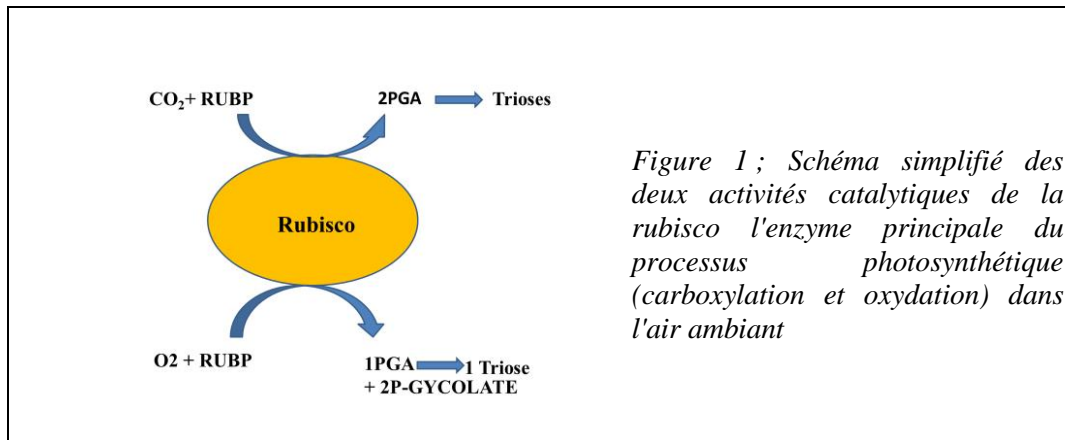 CO₂+ RUBP
2PGA
Trioses
Rubisco
O2 + RUBP
1PGA
1 Triose
+ 2P-GYCOLATE
Figure 1 ; Schéma simplifié des
deux activités catalytiques de la
rubisco l'enzyme principale du
processus photosynthétique
(carboxylation et oxydation) dans
l'air ambiant